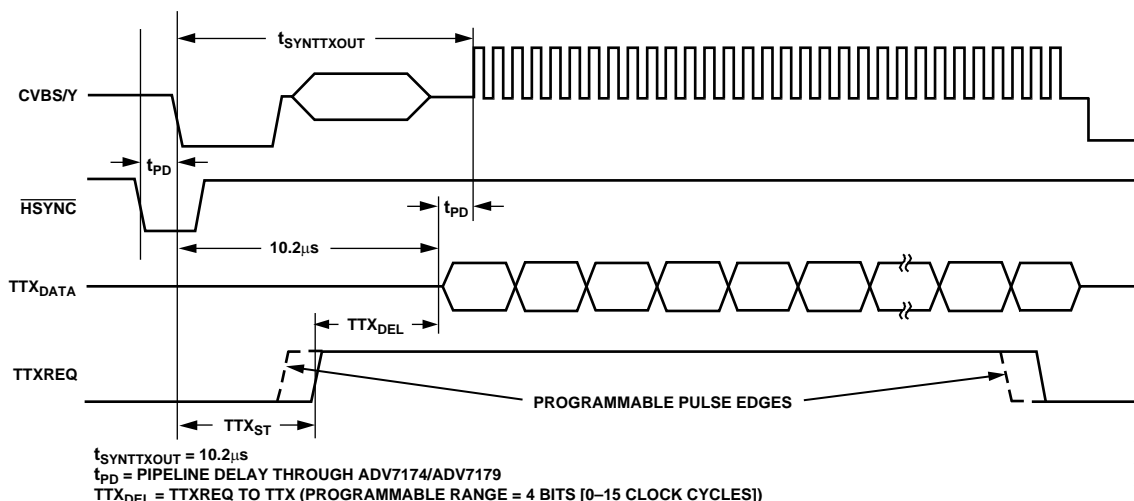 tSYNTTXOUT
CVBS/Y
tPD
HSYNC
tPD
10.2µs
TTXDATA
TTXDEL
TTXREQ
PROGRAMMABLE PULSE EDGES
TTXST
tSYNTTXOUT = 10.2µs
tPD = PIPELINE DELAY THROUGH ADV7174/ADV7179
TTXDEL = TTXREQ TO TTX (PROGRAMMABLE RANGE = 4 BITS [0–15 CLOCK CYCLES])